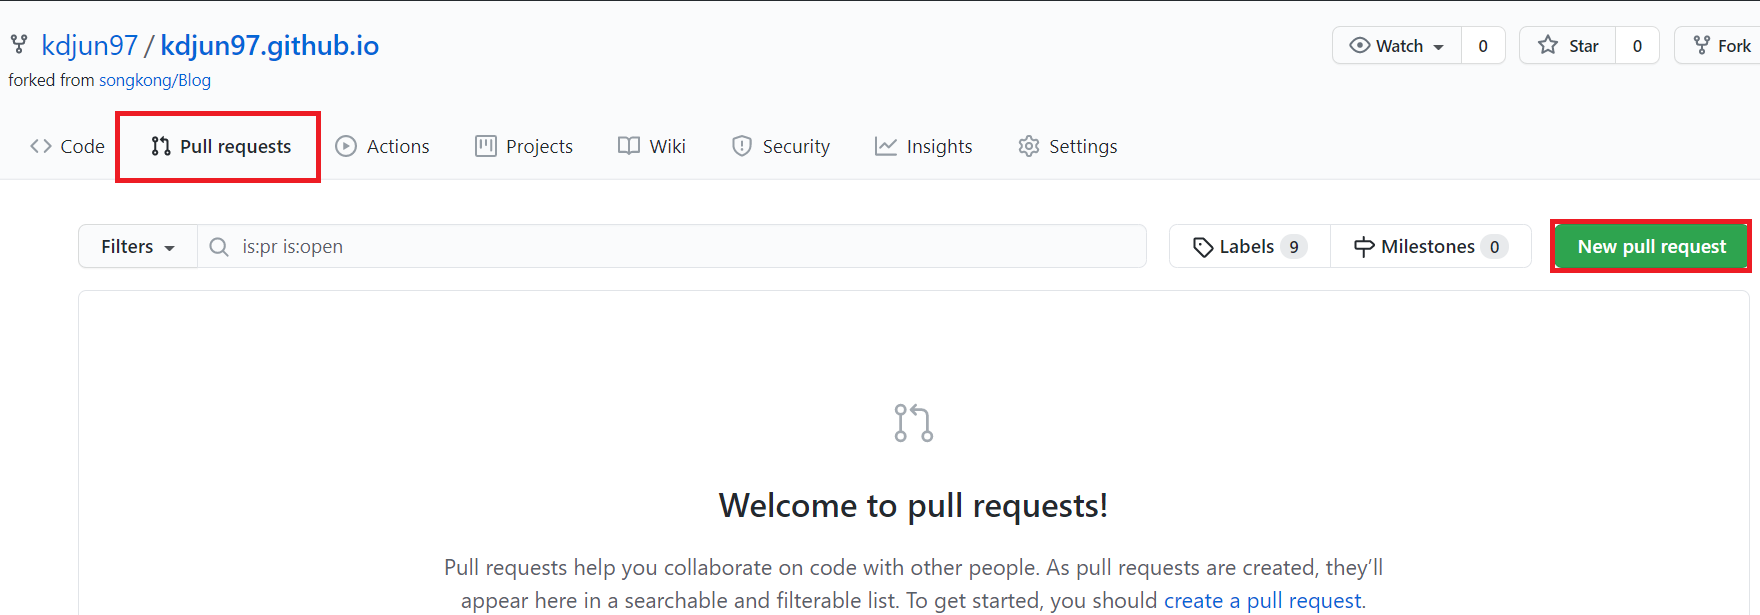 kdjun97 / kdjun97.github.io
Watch 0 Star 0 Fork
forked from songkong/Blog
Code Pull requests Actions Projects Wiki Security Insights Settings
Filters is:pr is:open Labels 9 Milestones 0 New pull request
Welcome to pull requests!
Pull requests help you collaborate on code with other people. As pull requests are created, they’ll
appear here in a searchable and filterable list. To get started, you should create a pull request.